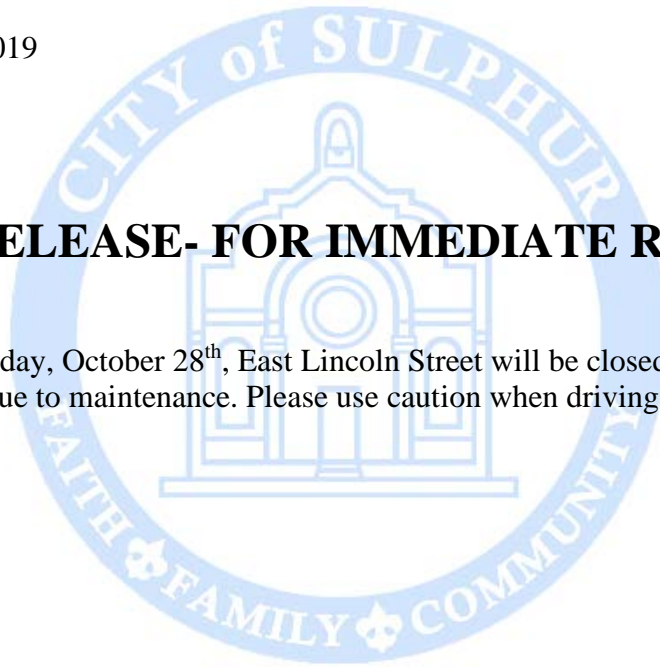 019
CITY of SULPHUR
ELEASE- FOR IMMEDIATE R
day, October 28th, East Lincoln Street will be closed
ue to maintenance. Please use caution when driving
FAITH FAMILY COMMUNITY